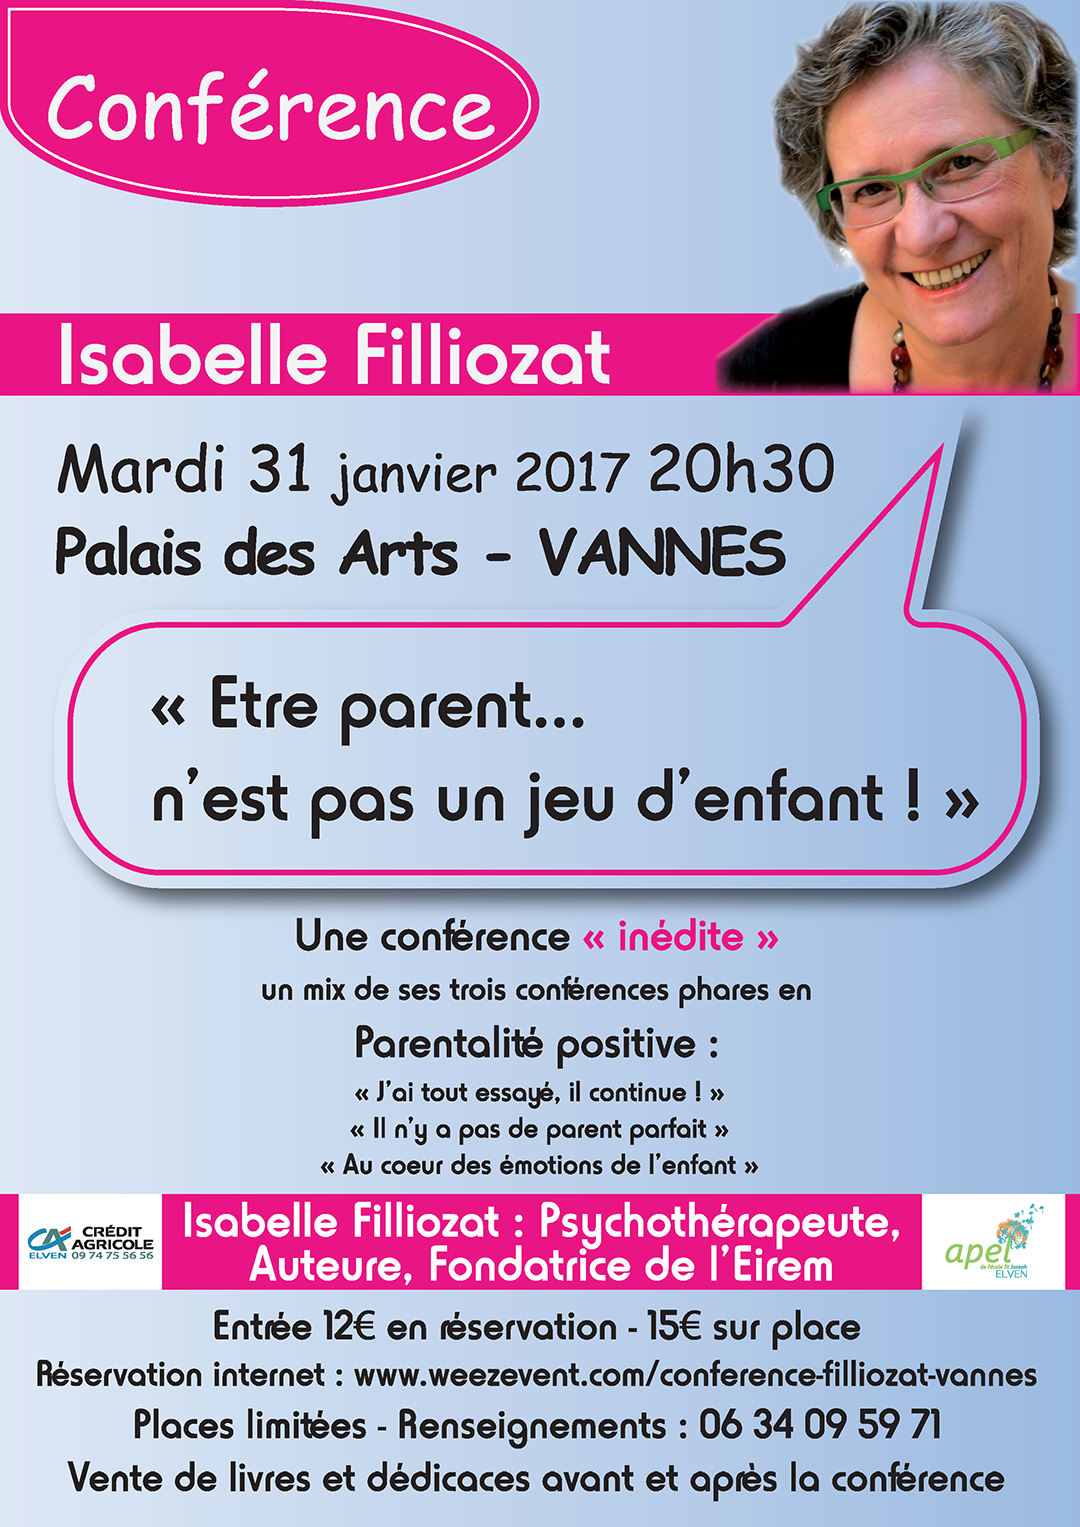 Conférence
Isabelle Filliozat
Mardi 31 janvier 2017 20h30
Palais des Arts - VANNES
« Etre parent...
n'est pas un jeu d'enfant ! »
Une conférence « inédite »
un mix de ses trois conférences phares en
Parentalité positive :
« J'ai tout essayé, il continue ! »
« Il n'y a pas de parent parfait »
« Au coeur des émotions de l'enfant »
CA CRÉDIT
AGRICOLE
ELVEN 09 74 75 56 56
Isabelle Filliozat : Psychothérapeute,
Auteure, Fondatrice de l'Eirem
apel
de l'école St Joseph
ELVEN
Entrée 12€ en réservation - 15€ sur place
Réservation internet : www.weezevent.com/conference-filliozat-vannes
Places limitées - Renseignements : 06 34 09 59 71
Vente de livres et dédicaces avant et après la conférence